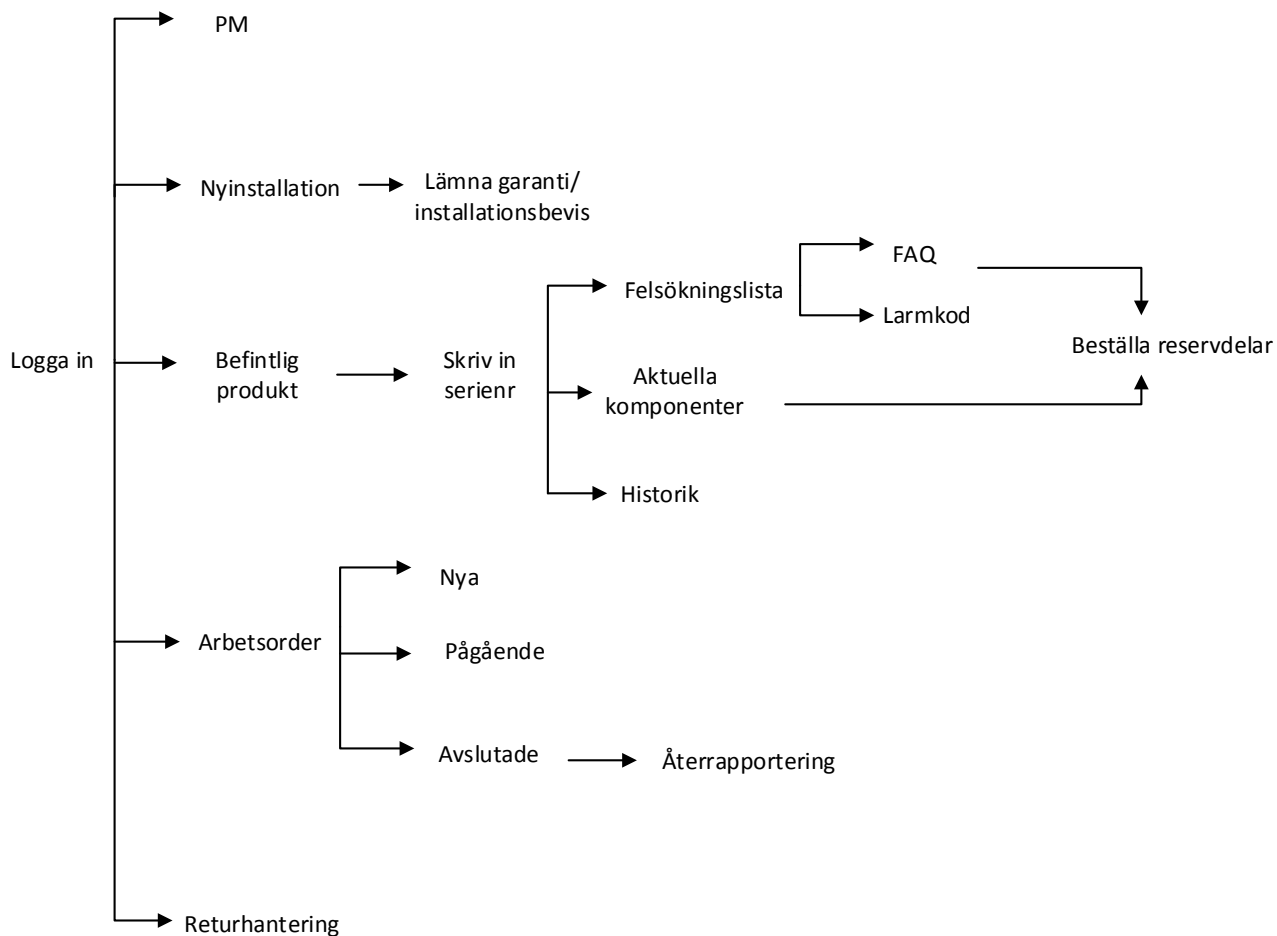 PM
Nyinstallation
Lämna garanti/
installationsbevis
FAQ
Felsökningslista
Larmkod
Logga in
Befintlig
produkt
Skriv in
serienr
Beställa reservdelar
Aktuella
komponenter
Historik
Nya
Arbetsorder
Pågående
Avslutade
Återrapportering
Returhantering